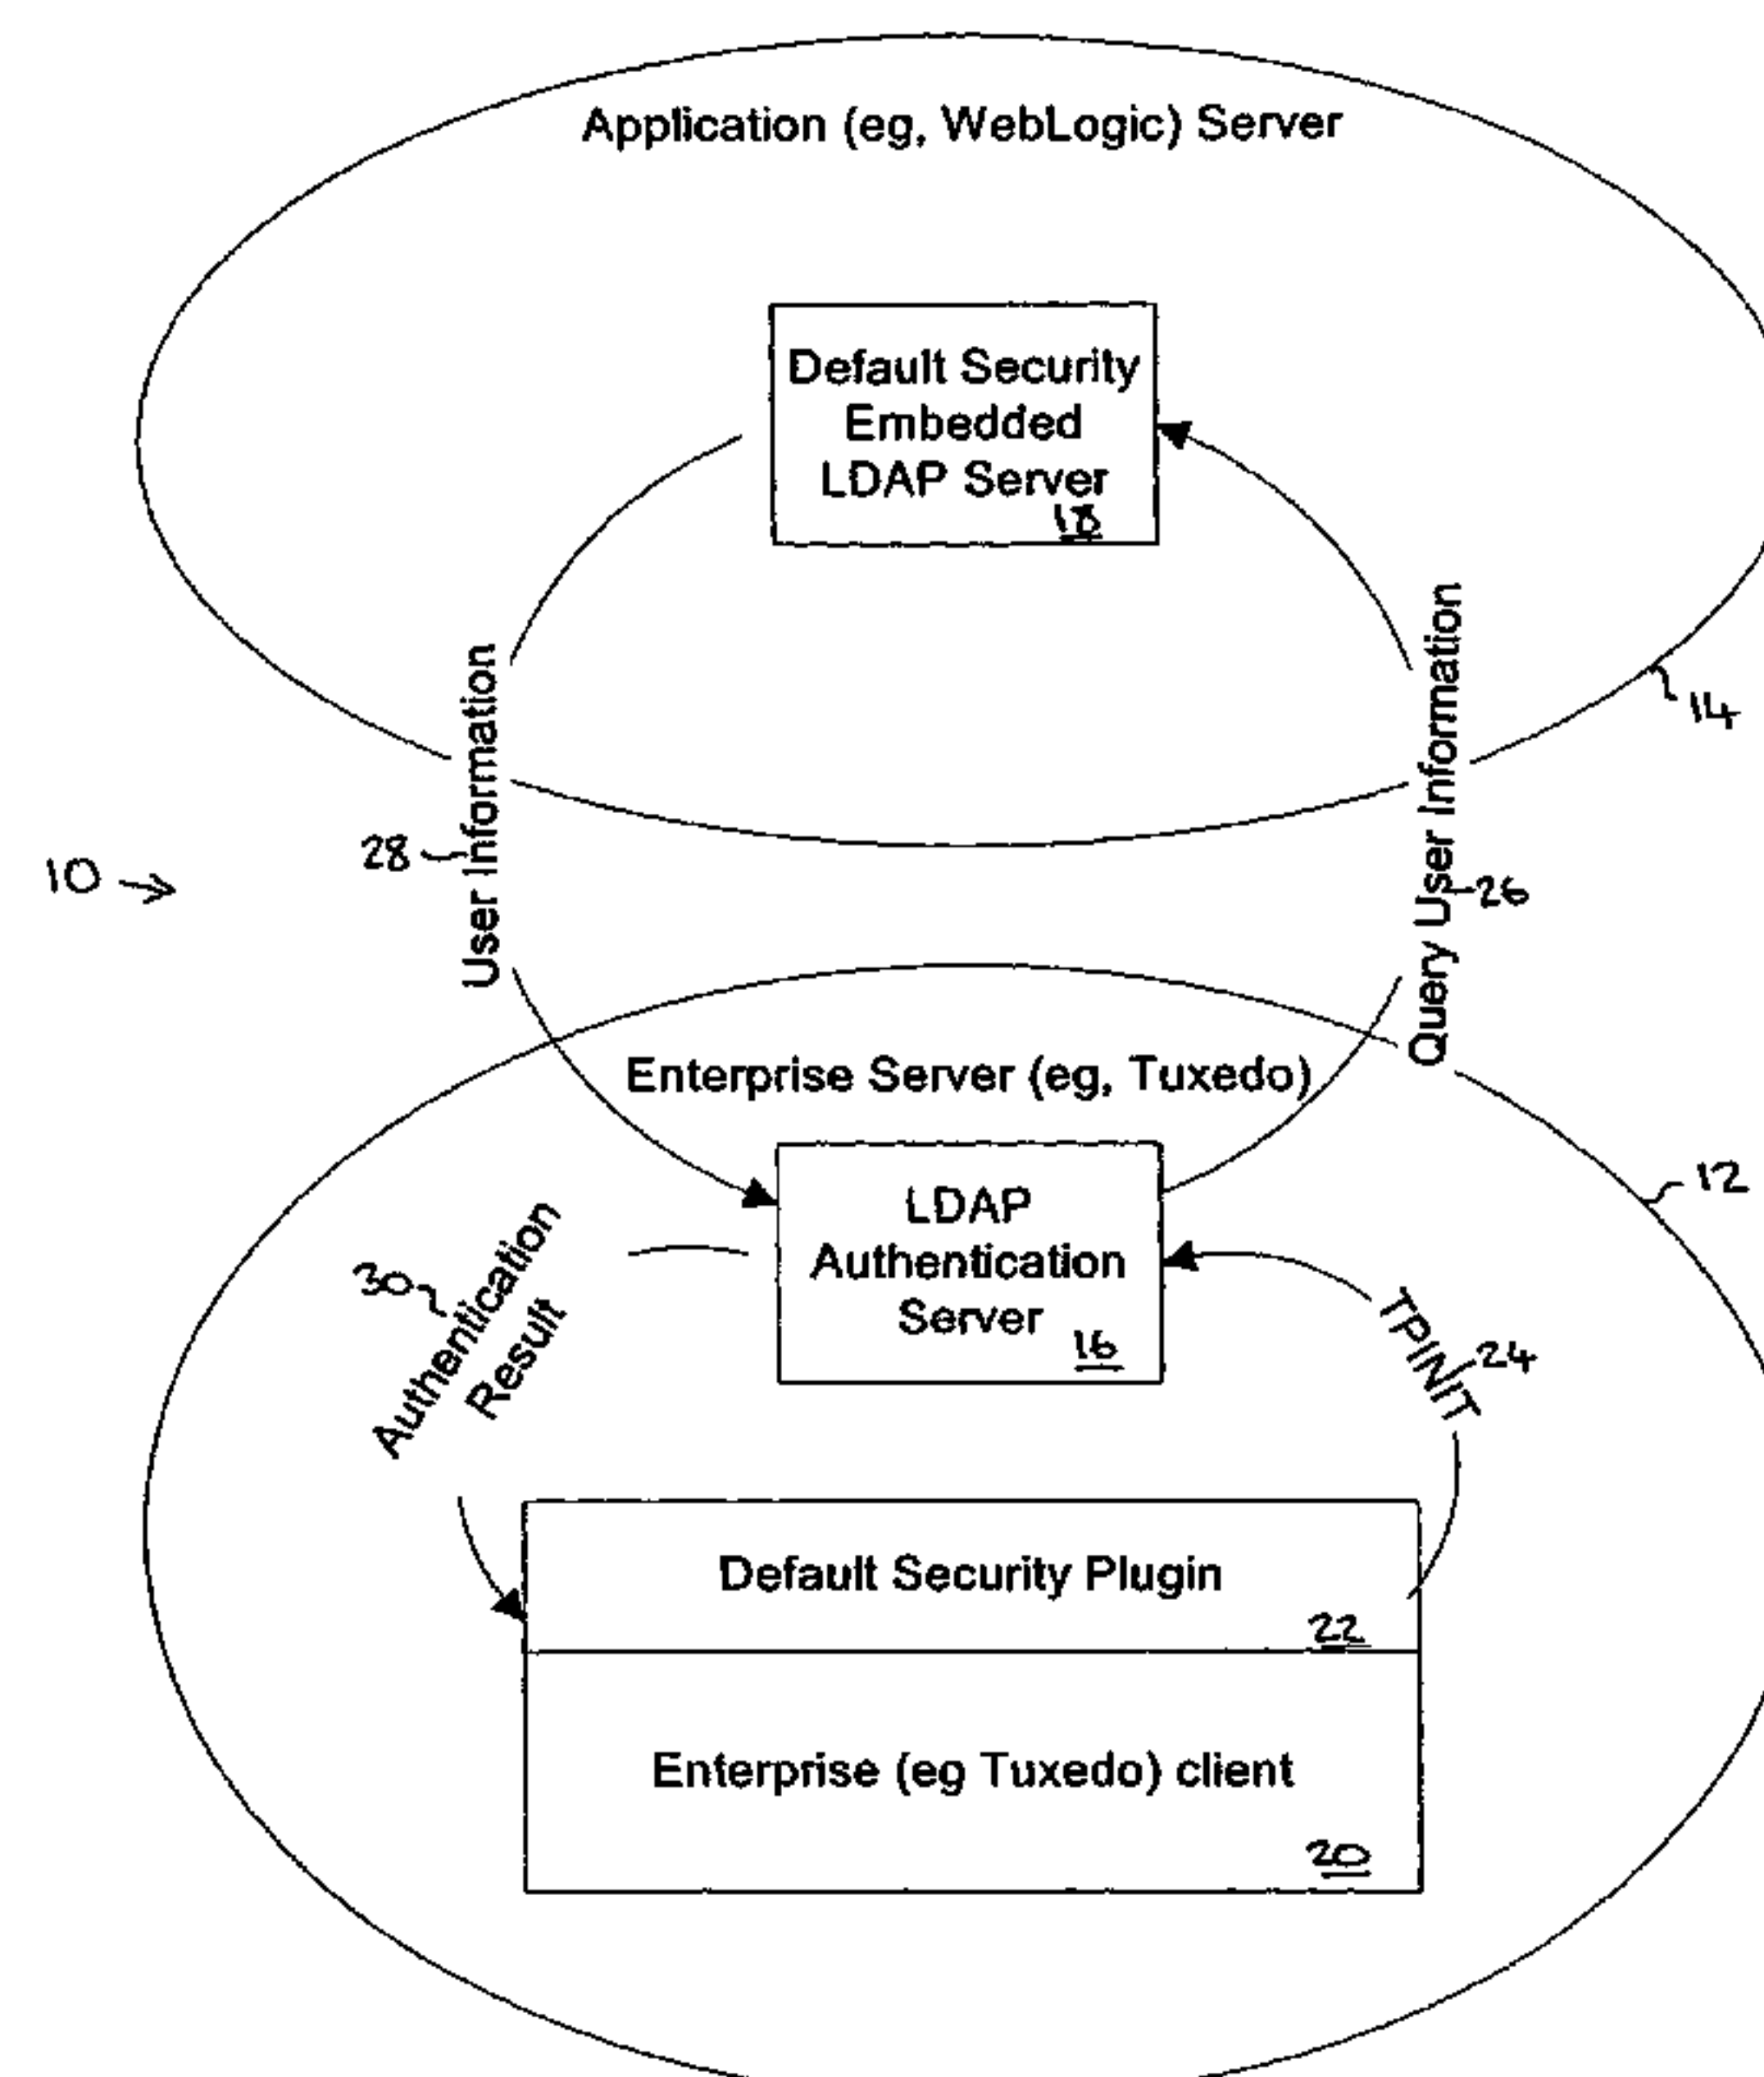 Application (eg, WebLogic) Server
Default Security
Embedded
LDAP Server
18
User Information
28
Query User Information
26
14
10
Enterprise Server (eg, Tuxedo)
12
LDAP
Authentication
Server
16
Authentication
Result
30
TPINIT
24
Default Security Plugin
22
Enterprise (eg Tuxedo) client
20